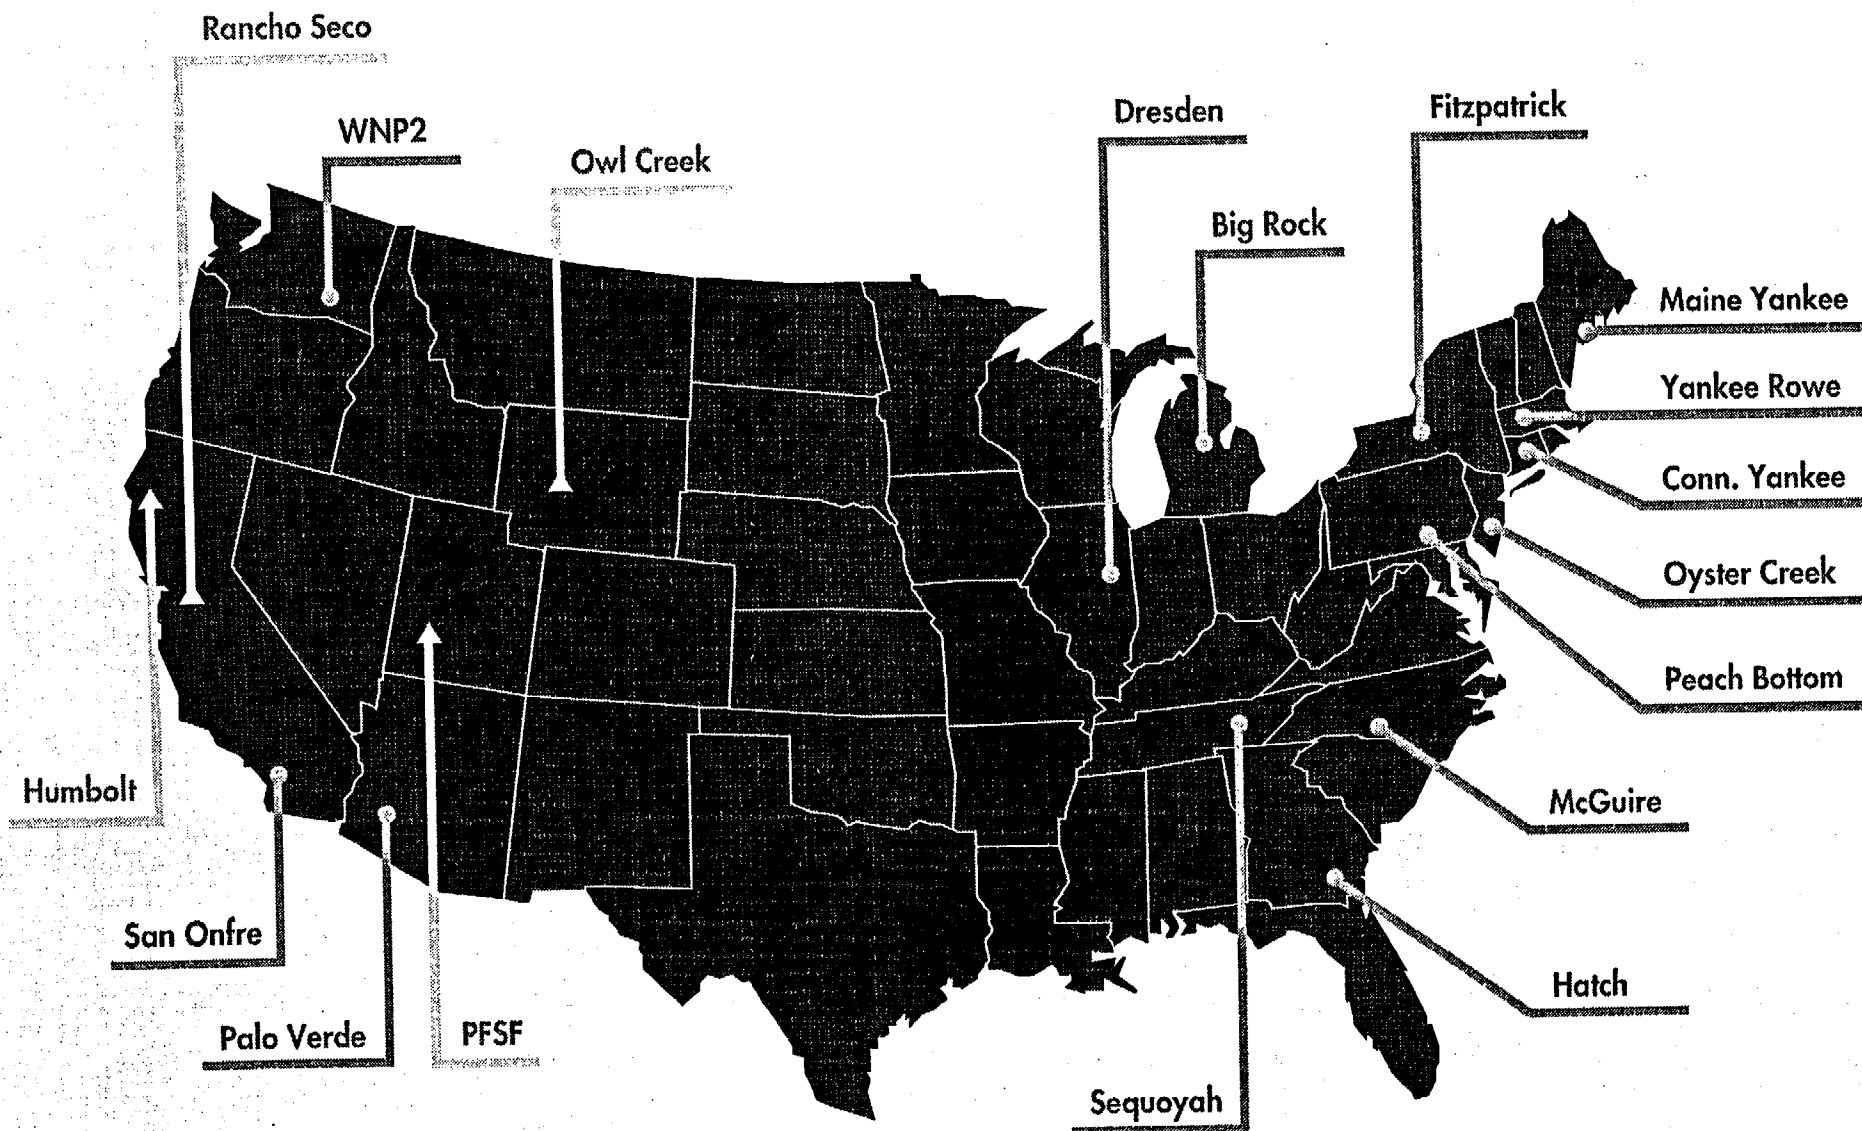 Rancho Seco
WNP2
Owl Creek
Dresden
Fitzpatrick
Big Rock
Maine Yankee
Yankee Rowe
Conn. Yankee
Oyster Creek
Peach Bottom
McGuire
Humbolt
San Onfre
Hatch
Palo Verde
PFSF
Sequoyah